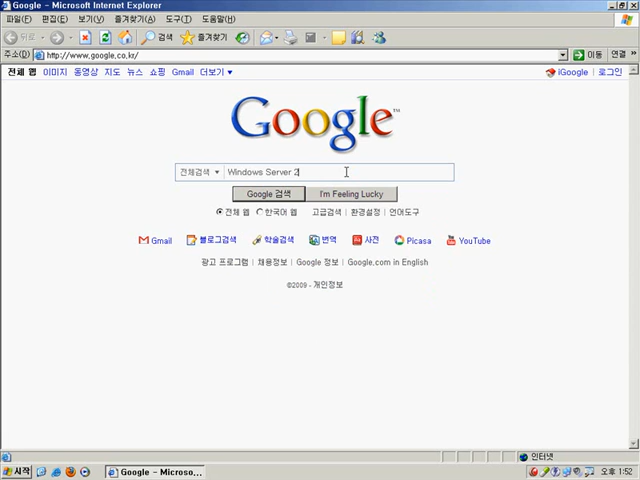 Google - Microsoft Internet Explorer
파일(F) 편집(E) 보기(V) 즐겨찾기(A) 도구(T) 도움말(H)
뒤로 검색 즐겨찾기
주소(D) http://www.google.co.kr/ 이동 연결 »
전체 웹 이미지 동영상 지도 뉴스 쇼핑 Gmail 더보기 ▼ iGoogle | 로그인
Google™
전체검색 ▼ Windows Server 2
Google 검색 I'm Feeling Lucky
전체 웹 한국어 웹 고급검색 | 환경설정 | 언어도구
Gmail 블로그검색 학술검색 번역 사전 Picasa YouTube
광고 프로그램 | 채용정보 | Google 정보 | Google.com in English
©2009 - 개인정보
인터넷
시작 Google - Microso... 오후 1:52